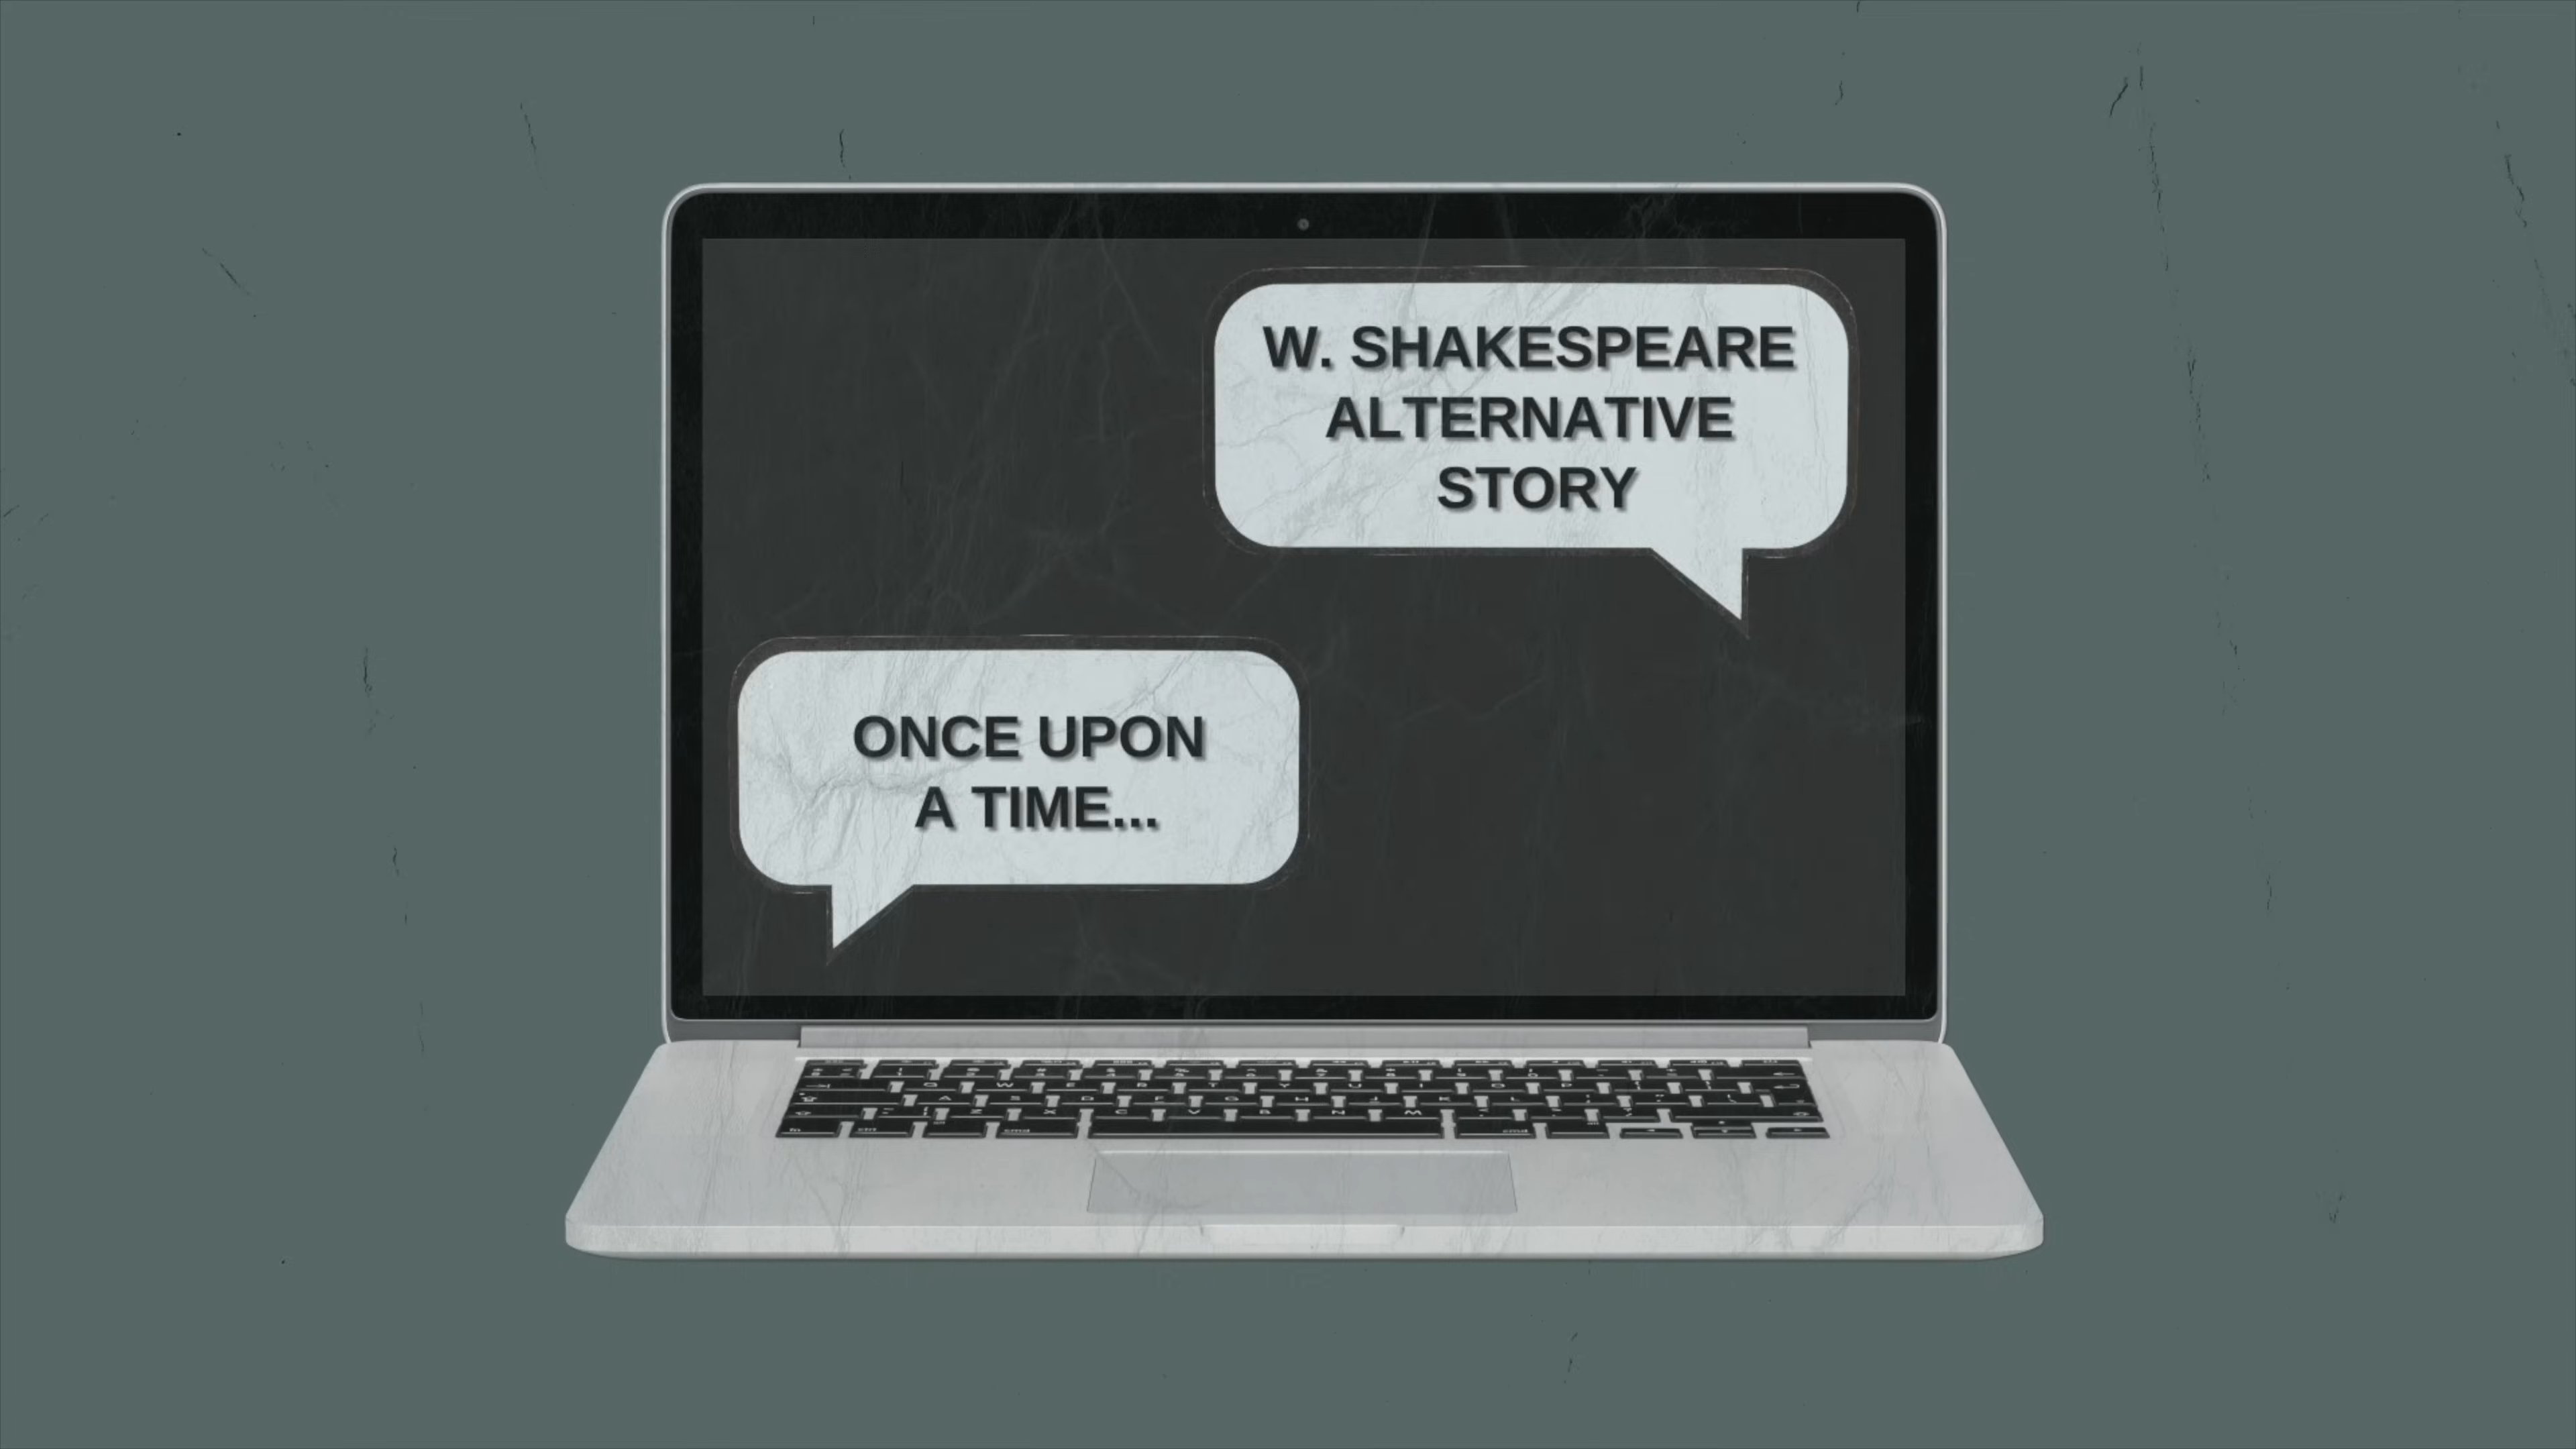 W. SHAKESPEARE
ALTERNATIVE
STORY
ONCE UPON
A TIME...